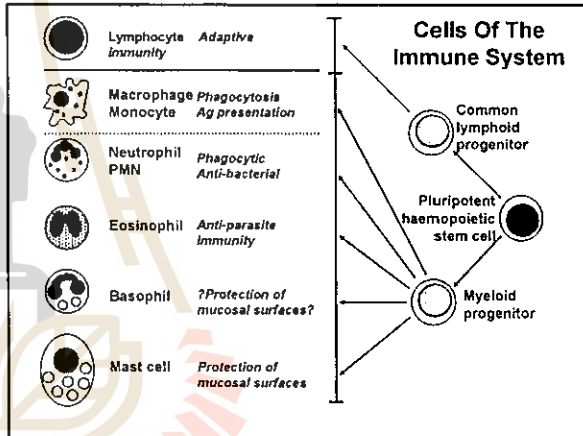 Cells Of The
Immune System
Lymphocyte Adaptive
immunity
Macrophage Phagocytosis
Monocyte Ag presentation
Neutrophil Phagocytic
PMN Anti-bacterial
Eosinophil Anti-parasite
Immunity
Basophil ?Protection of
mucosal surfaces?
Mast cell Protection of
mucosal surfaces
Common
lymphoid
progenitor
Pluripotent
haemopoietic
stem cell
Myeloid
progenitor